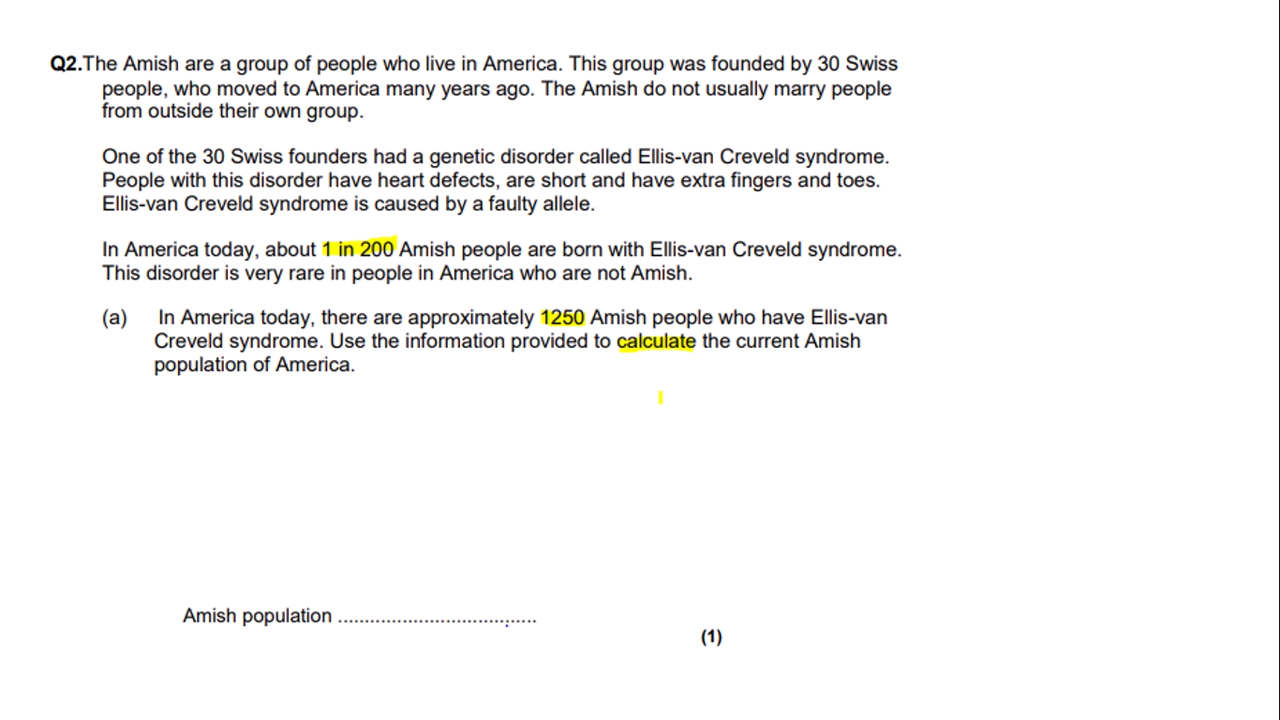 Q2.The Amish are a group of people who live in America. This group was founded by 30 Swiss
people, who moved to America many years ago. The Amish do not usually marry people
from outside their own group.
One of the 30 Swiss founders had a genetic disorder called Ellis-van Creveld syndrome.
People with this disorder have heart defects, are short and have extra fingers and toes.
Ellis-van Creveld syndrome is caused by a faulty allele.
In America today, about 1 in 200 Amish people are born with Ellis-van Creveld syndrome.
This disorder is very rare in people in America who are not Amish.
(a) In America today, there are approximately 1250 Amish people who have Ellis-van
Creveld syndrome. Use the information provided to calculate the current Amish
population of America.
Amish population .....................................
(1)